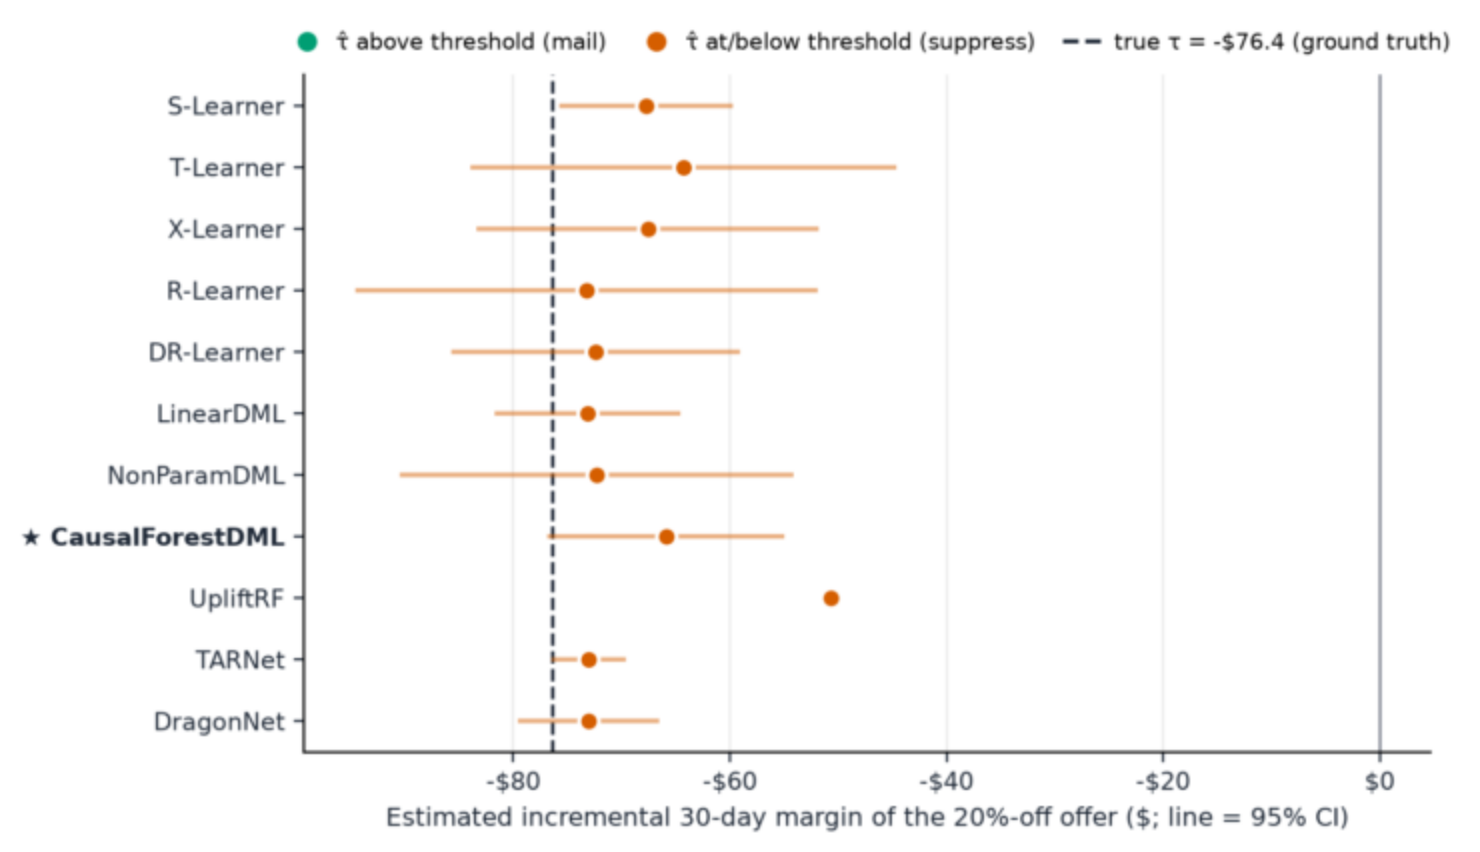 τ̂ above threshold (mail) τ̂ at/below threshold (suppress) true τ = -$76.4 (ground truth)
S-Learner
T-Learner
X-Learner
R-Learner
DR-Learner
LinearDML
NonParamDML
★ CausalForestDML
UpliftRF
TARNet
DragonNet
-$80 -$60 -$40 -$20 $0
Estimated incremental 30-day margin of the 20%-off offer ($; line = 95% CI)